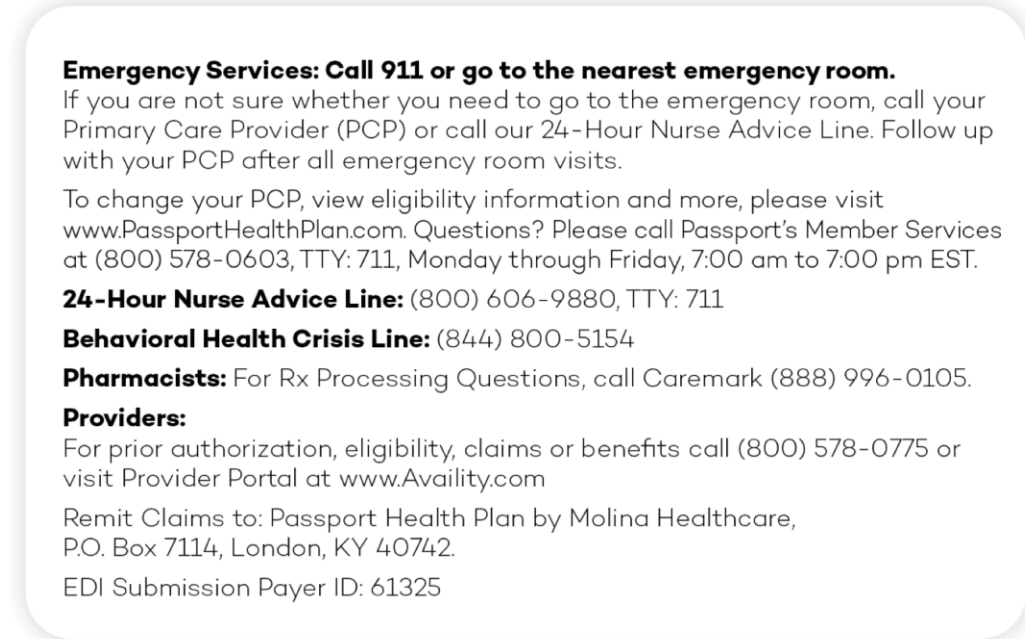 Emergency Services: Call 911 or go to the nearest emergency room.
If you are not sure whether you need to go to the emergency room, call your
Primary Care Provider (PCP) or call our 24-Hour Nurse Advice Line. Follow up
with your PCP after all emergency room visits.
To change your PCP, view eligibility information and more, please visit
www.PassportHealthPlan.com. Questions? Please call Passport’s Member Services
at (800) 578-0603, TTY: 711, Monday through Friday, 7:00 am to 7:00 pm EST.
24-Hour Nurse Advice Line: (800) 606-9880, TTY: 711
Behavioral Health Crisis Line: (844) 800-5154
Pharmacists: For Rx Processing Questions, call Caremark (888) 996-0105.
Providers:
For prior authorization, eligibility, claims or benefits call (800) 578-0775 or
visit Provider Portal at www.Availity.com
Remit Claims to: Passport Health Plan by Molina Healthcare,
P.O. Box 7114, London, KY 40742.
EDI Submission Payer ID: 61325